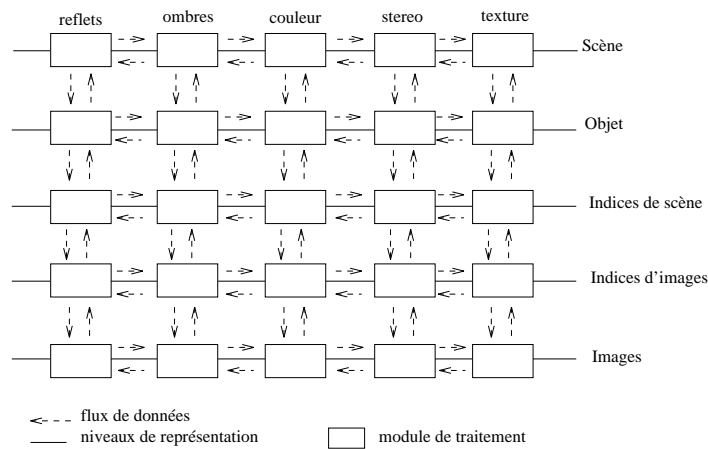 reflets ombres couleur stereo texture
Scène
Objet
Indices de scène
Indices d'images
Images
flux de données
niveaux de représentation
module de traitement